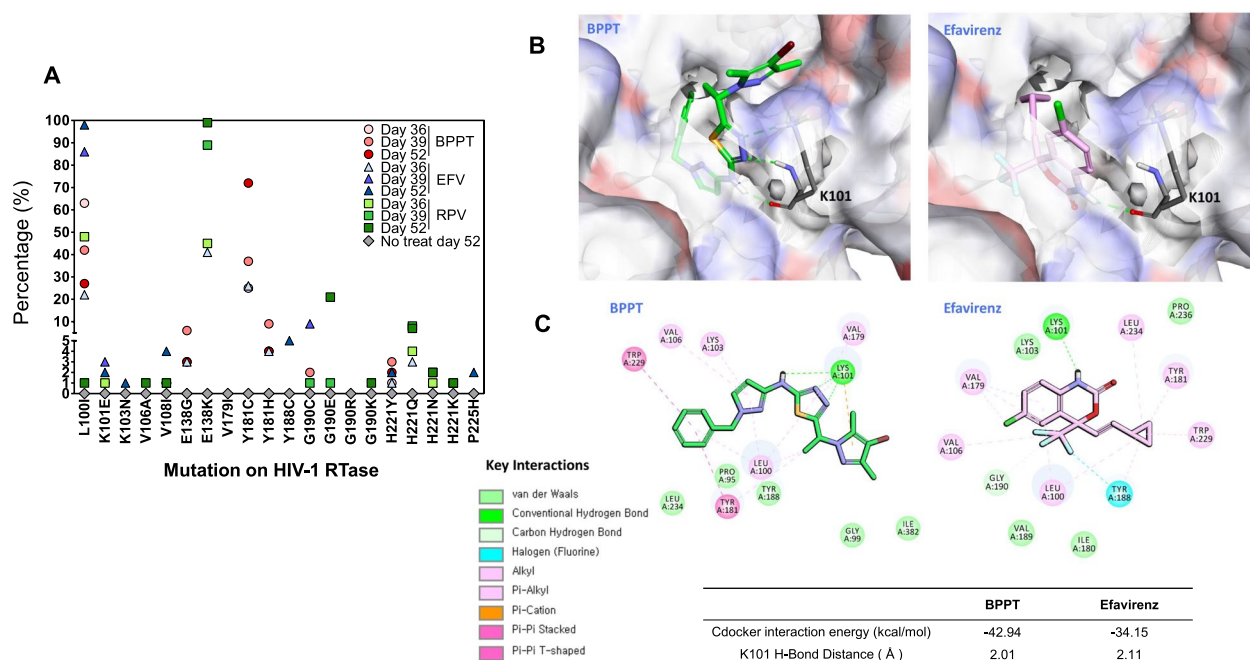 A
Percentage (%)
100
90
80
70
60
50
40
30
20
10
5
4
3
2
1
0
Day 36
Day 39
Day 52
BPPT
Day 36
Day 39
Day 52
EFV
Day 36
Day 39
Day 52
RPV
No treat day 52
L100I
K101E
K103N
V106A
V108I
E138G
E138K
V179I
Y181C
Y181H
Y188C
G190C
G190E
G190R
G190K
H221Y
H221Q
H221N
H221K
P225H
Mutation on HIV-1 RTase
B
BPPT
K101
Efavirenz
K101
C
BPPT
VAL
A:106
LYS
A:103
VAL
A:179
TRP
A:229
LYS
A:101
LEU
A:100
PRO
A:95
TYR
A:188
LEU
A:234
TYR
A:181
GLY
A:99
ILE
A:382
Efavirenz
PRO
A:236
LYS
A:101
LEU
A:234
LYS
A:103
VAL
A:179
TYR
A:181
VAL
A:106
TRP
A:229
GLY
A:190
LEU
A:100
TYR
A:188
VAL
A:189
ILE
A:180
Key Interactions
van der Waals
Conventional Hydrogen Bond
Carbon Hydrogen Bond
Halogen (Fluorine)
Alkyl
Pi-Alkyl
Pi-Cation
Pi-Pi Stacked
Pi-Pi T-shaped
BPPT Efavirenz
Cdocker interaction energy (kcal/mol) -42.94 -34.15
K101 H-Bond Distance ( Å ) 2.01 2.11